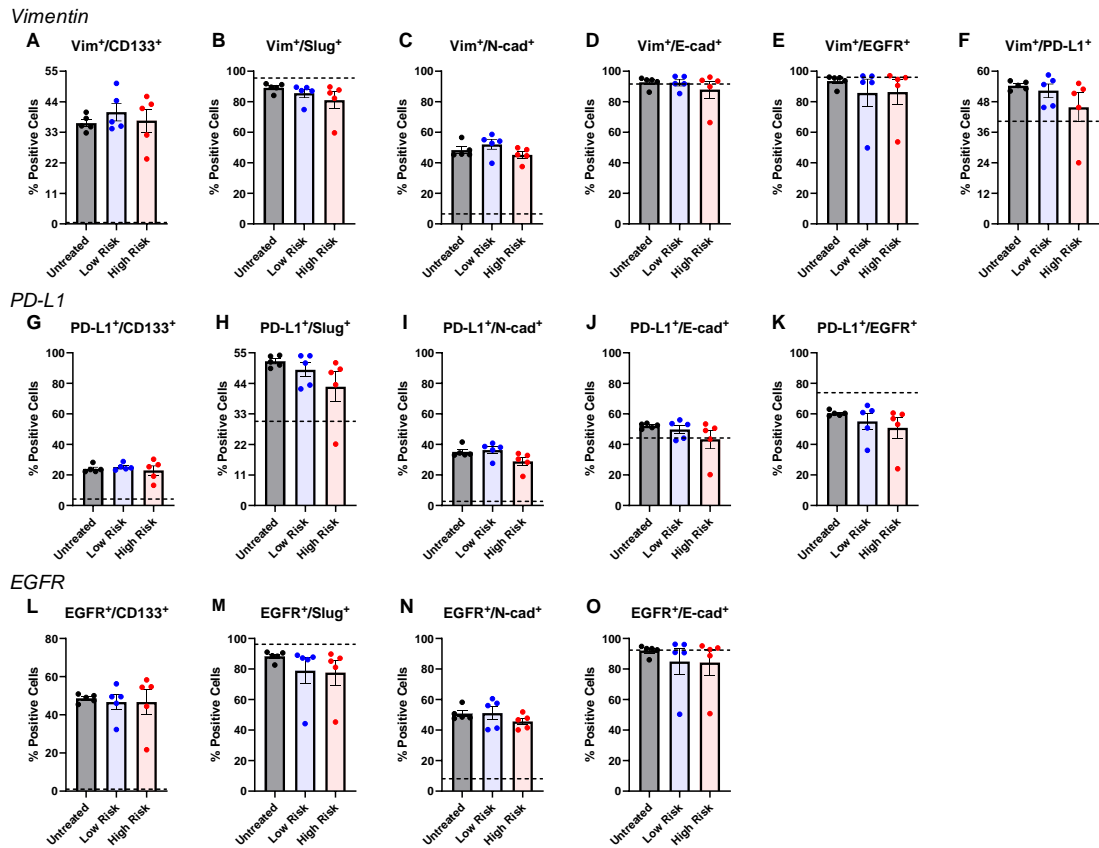 Vimentin
A Vim⁺/CD133⁺
% Positive Cells
55
44
33
22
11
0
Untreated
Low Risk
High Risk
B Vim⁺/Slug⁺
% Positive Cells
100
80
60
40
20
0
Untreated
Low Risk
High Risk
C Vim⁺/N-cad⁺
% Positive Cells
100
80
60
40
20
0
Untreated
Low Risk
High Risk
D Vim⁺/E-cad⁺
% Positive Cells
100
80
60
40
20
0
Untreated
Low Risk
High Risk
E Vim⁺/EGFR⁺
% Positive Cells
100
80
60
40
20
0
Untreated
Low Risk
High Risk
F Vim⁺/PD-L1⁺
% Positive Cells
60
48
36
24
12
0
Untreated
Low Risk
High Risk
PD-L1
G PD-L1⁺/CD133⁺
% Positive Cells
100
80
60
40
20
0
Untreated
Low Risk
High Risk
H PD-L1⁺/Slug⁺
% Positive Cells
55
44
33
22
11
0
Untreated
Low Risk
High Risk
I PD-L1⁺/N-cad⁺
% Positive Cells
100
80
60
40
20
0
Untreated
Low Risk
High Risk
J PD-L1⁺/E-cad⁺
% Positive Cells
100
80
60
40
20
0
Untreated
Low Risk
High Risk
K PD-L1⁺/EGFR⁺
% Positive Cells
100
80
60
40
20
0
Untreated
Low Risk
High Risk
EGFR
L EGFR⁺/CD133⁺
% Positive Cells
80
60
40
20
0
Untreated
Low Risk
High Risk
M EGFR⁺/Slug⁺
% Positive Cells
100
80
60
40
20
0
Untreated
Low Risk
High Risk
N EGFR⁺/N-cad⁺
% Positive Cells
100
80
60
40
20
0
Untreated
Low Risk
High Risk
O EGFR⁺/E-cad⁺
% Positive Cells
100
80
60
40
20
0
Untreated
Low Risk
High Risk